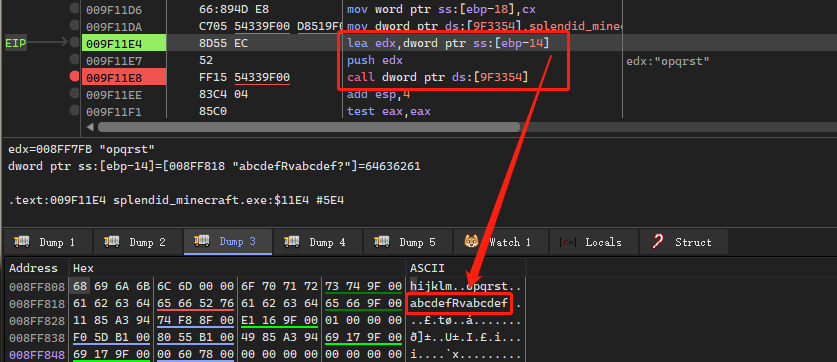 009F11D6 66:894D E8 mov word ptr ss:[ebp-18],cx
009F11DA C705 54339F00 D8519F0 mov dword ptr ds:[9F3354],splendid_mine
EIP 009F11E4 8D55 EC lea edx,dword ptr ss:[ebp-14]
009F11E7 52 push edx edx:"opqrst"
009F11E8 FF15 54339F00 call dword ptr ds:[9F3354]
009F11EE 83C4 04 add esp,4
009F11F1 85C0 test eax,eax
edx=008FF7FB "opqrst"
dword ptr ss:[ebp-14]=[008FF818 "abcdefRvabcdef?"]=64636261
.text:009F11E4 splendid_minecraft.exe:$11E4 #5E4
Dump 1 Dump 2 Dump 3 Dump 4 Dump 5 Watch 1 Locals Struct
Address Hex ASCII
008FF808 68 69 6A 6B 6C 6D 00 00 6F 70 71 72 73 74 9F 00 hijklm..opqrst..
008FF818 61 62 63 64 65 66 52 76 61 62 63 64 65 66 9F 00 abcdefRvabcdef..
008FF828 11 85 A3 94 74 F8 8F 00 E1 16 9F 00 01 00 00 00 ..£.tø..á.......
008FF838 F0 5D B1 00 80 55 B1 00 49 85 A3 94 69 17 9F 00 ð]±..U±.I.£.i...
008FF848 69 17 9F 00 00 60 78 00 00 00 00 00 00 00 00 00 i....`x.........